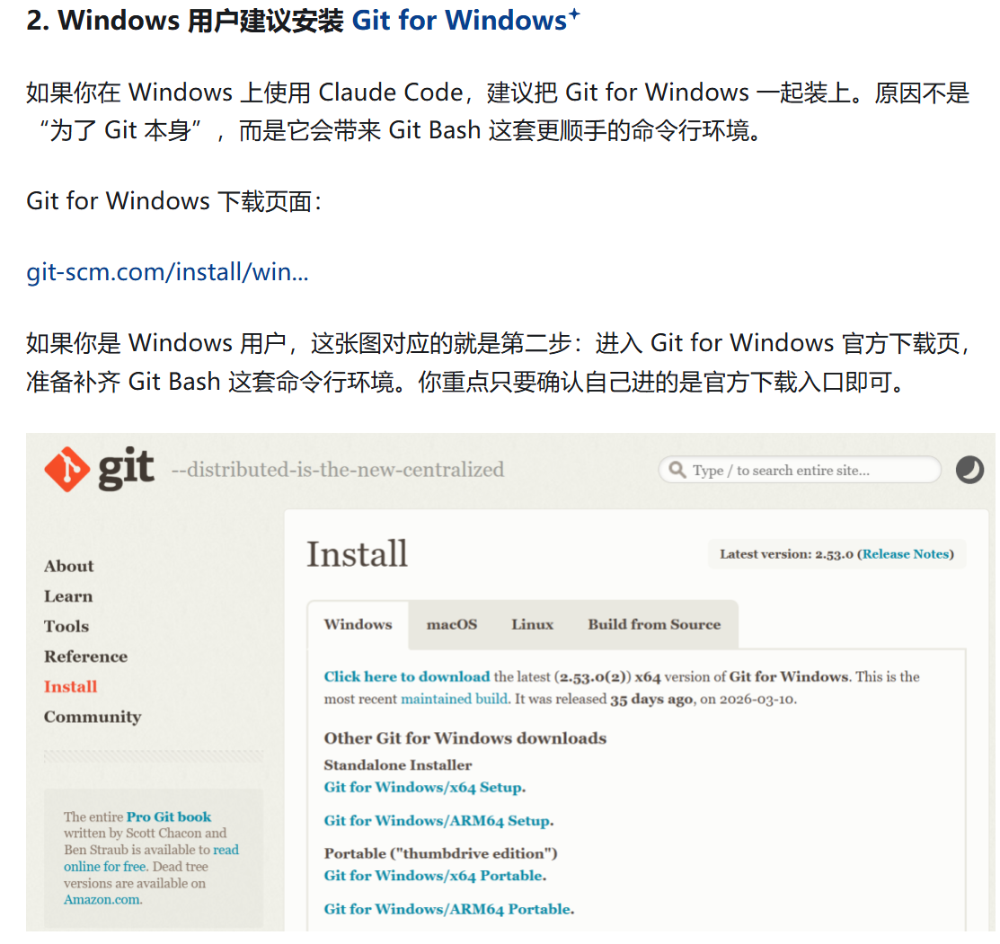 2. Windows 用户建议安装 Git for Windows
如果你在 Windows 上使用 Claude Code，建议把 Git for Windows 一起装上。原因不是
“为了 Git 本身”，而是它会带来 Git Bash 这套更顺手的命令行环境。
Git for Windows 下载页面：
git-scm.com/install/win...
如果你是 Windows 用户，这张图对应的就是第二步：进入 Git for Windows 官方下载页，
准备补齐 Git Bash 这套命令行环境。你重点只要确认自己进的是官方下载入口即可。
git --distributed-is-the-new-centralized
Type / to search entire site...
About
Learn
Tools
Reference
Install
Community
The entire Pro Git book
written by Scott Chacon and
Ben Straub is available to read
online for free. Dead tree
versions are available on
Amazon.com.
Install
Latest version: 2.53.0 (Release Notes)
Windows macOS Linux Build from Source
Click here to download the latest (2.53.0(2)) x64 version of Git for Windows. This is the
most recent maintained build. It was released 35 days ago, on 2026-03-10.
Other Git for Windows downloads
Standalone Installer
Git for Windows/x64 Setup.
Git for Windows/ARM64 Setup.
Portable ("thumbdrive edition")
Git for Windows/x64 Portable.
Git for Windows/ARM64 Portable.